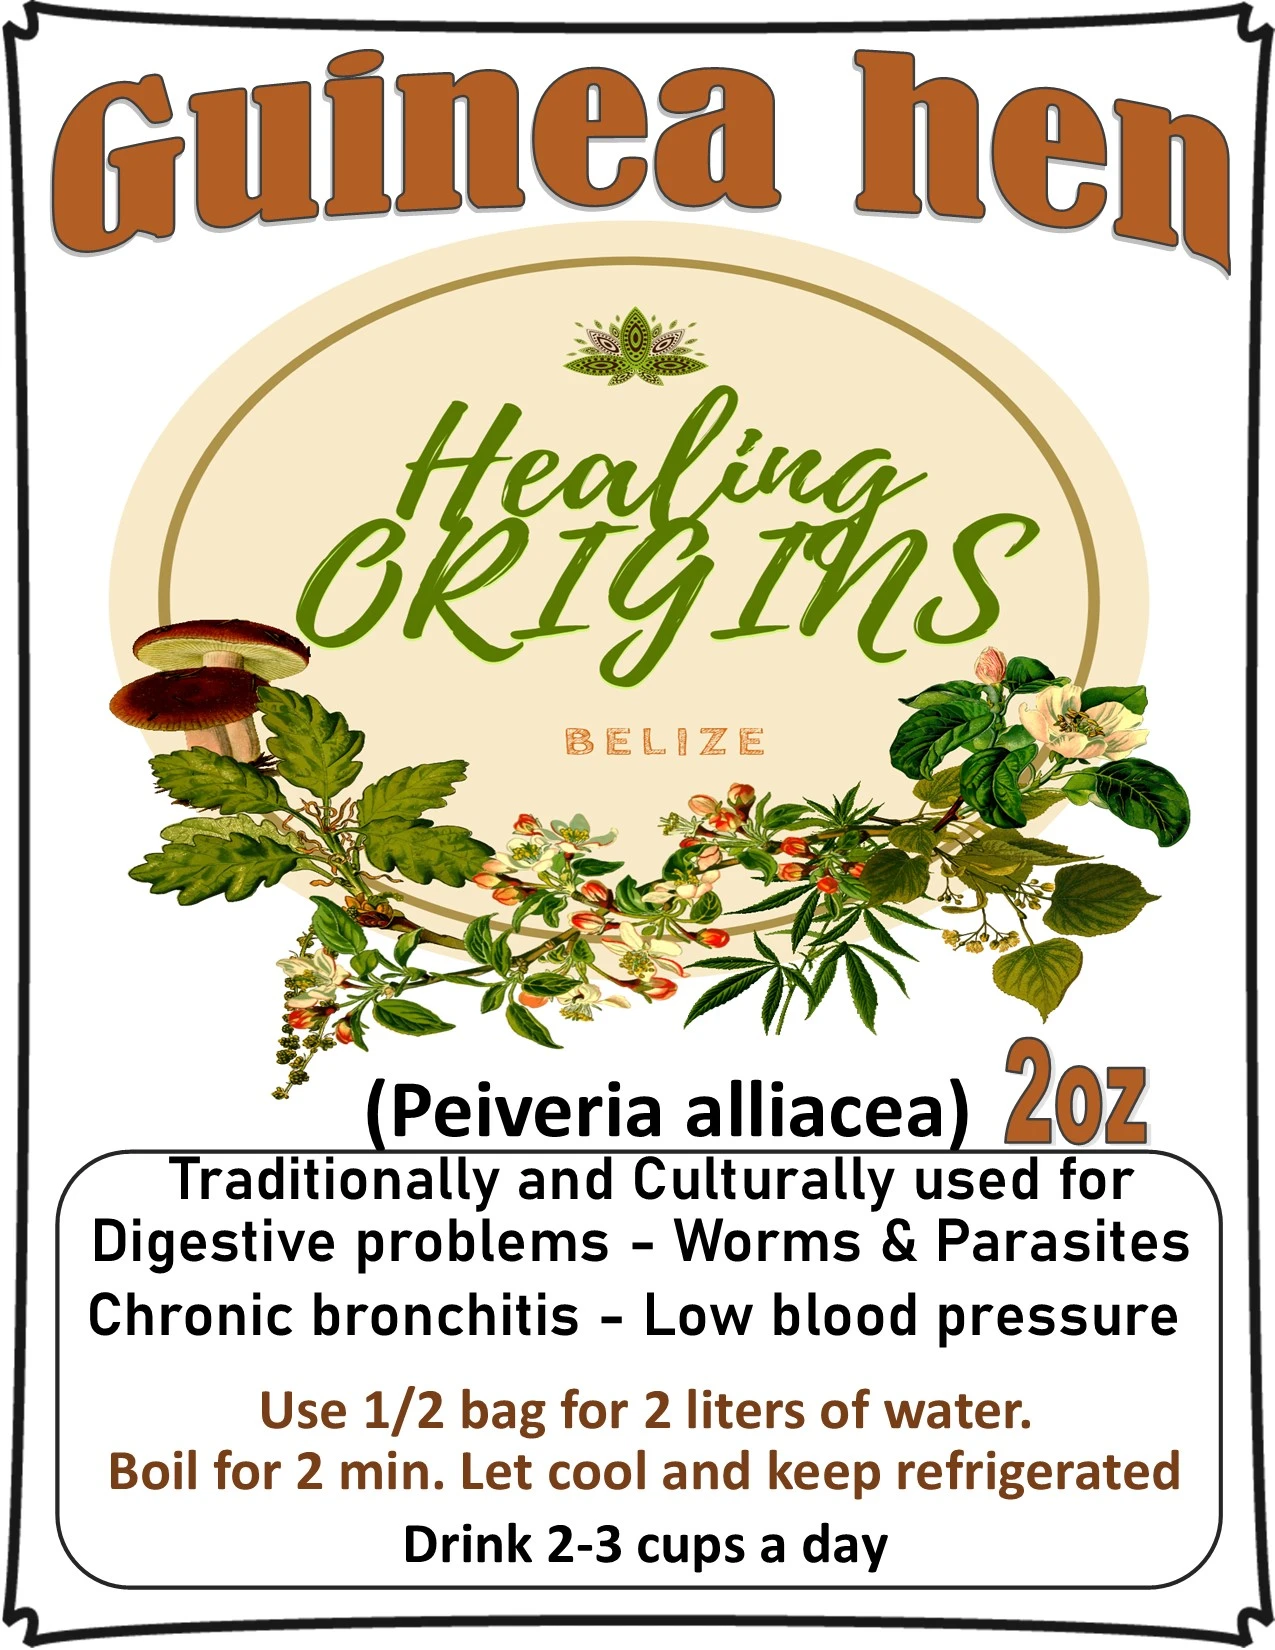 Guinea hen
Healing
ORIGINS
BELIZE
(Peiveria alliacea) 2oz
Traditionally and Culturally used for
Digestive problems - Worms & Parasites
Chronic bronchitis - Low blood pressure
Use 1/2 bag for 2 liters of water.
Boil for 2 min. Let cool and keep refrigerated
Drink 2-3 cups a day